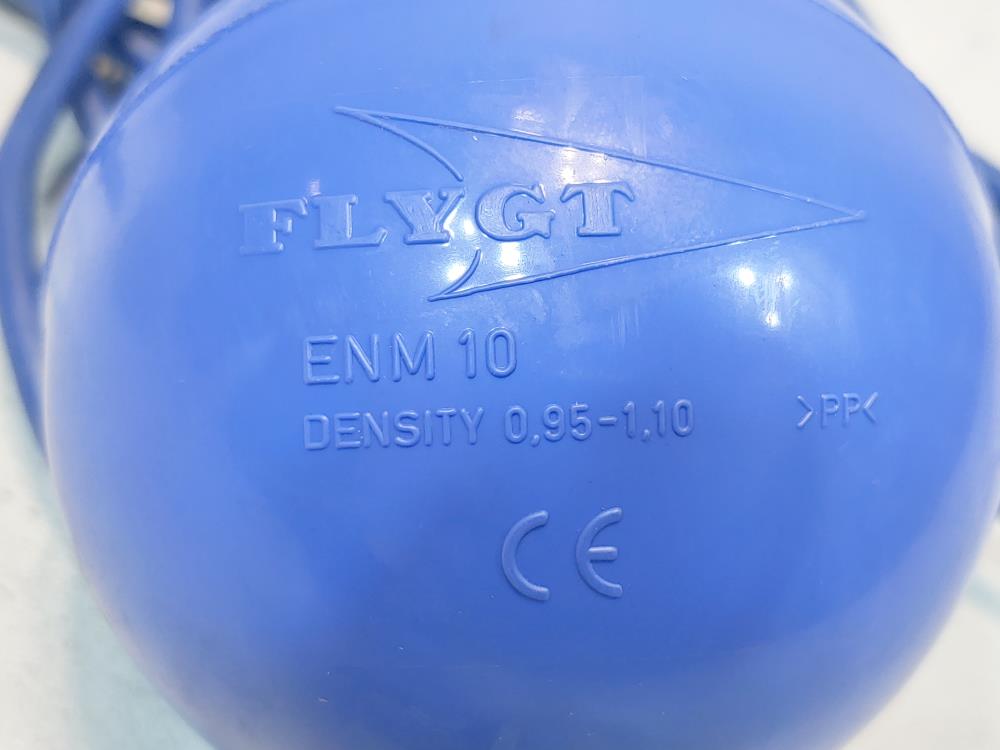 FLYGT
ENM 10
DENSITY 0,95-1,10
>PP<
CE